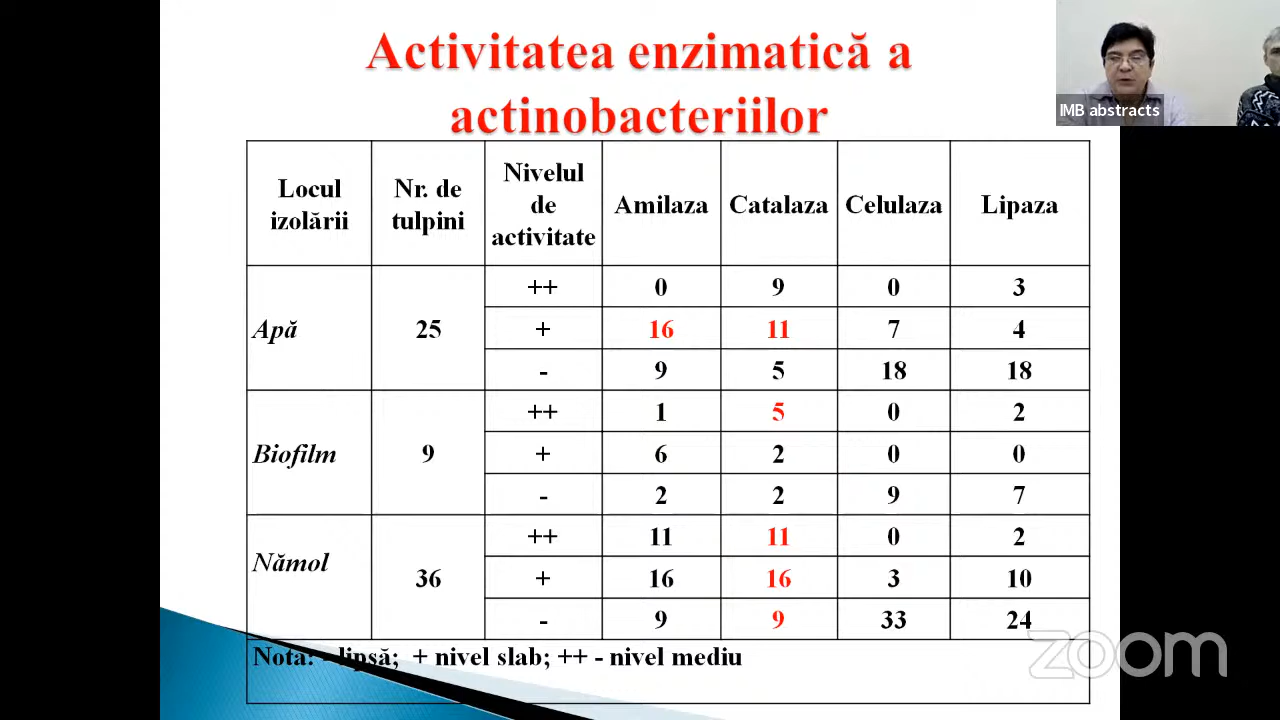 Activitatea enzimatică a
actinobacteriilor
IMB abstracts
Locul izolării Nr. de tulpini Nivelul de activitate Amilaza Catalaza Celulaza Lipaza
Apă 25 ++ 0 9 0 3
+ 16 11 7 4
- 9 5 18 18
Biofilm 9 ++ 1 5 0 2
+ 6 2 0 0
- 2 2 9 7
Nămol 36 ++ 11 11 0 2
+ 16 16 3 10
- 9 9 33 24
Nota: - lipsă; + nivel slab; ++ - nivel mediu
zoom